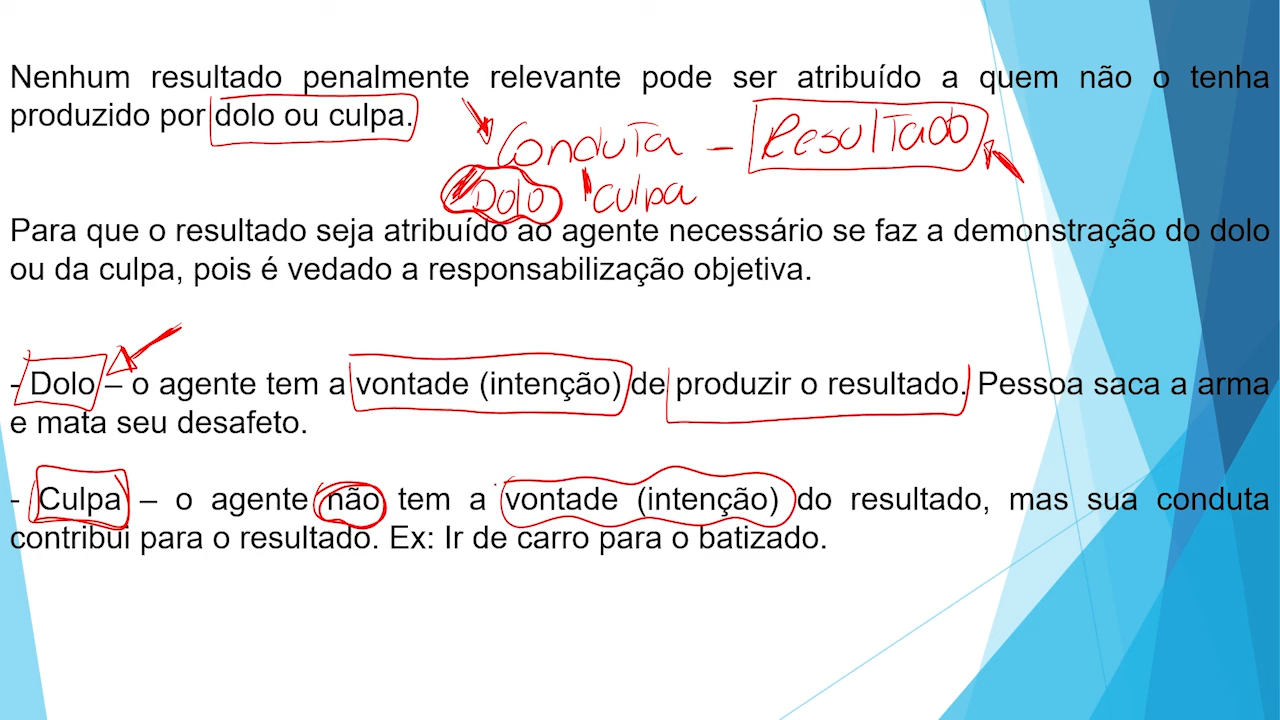 Nenhum resultado penalmente relevante pode ser atribuído a quem não o tenha
produzido por dolo ou culpa.
Conduta - Resultado
Dolo culpa
Para que o resultado seja atribuído ao agente necessário se faz a demonstração do dolo
ou da culpa, pois é vedado a responsabilização objetiva.
- Dolo – o agente tem a vontade (intenção) de produzir o resultado. Pessoa saca a arma
e mata seu desafeto.
- Culpa – o agente não tem a vontade (intenção) do resultado, mas sua conduta
contribui para o resultado. Ex: Ir de carro para o batizado.